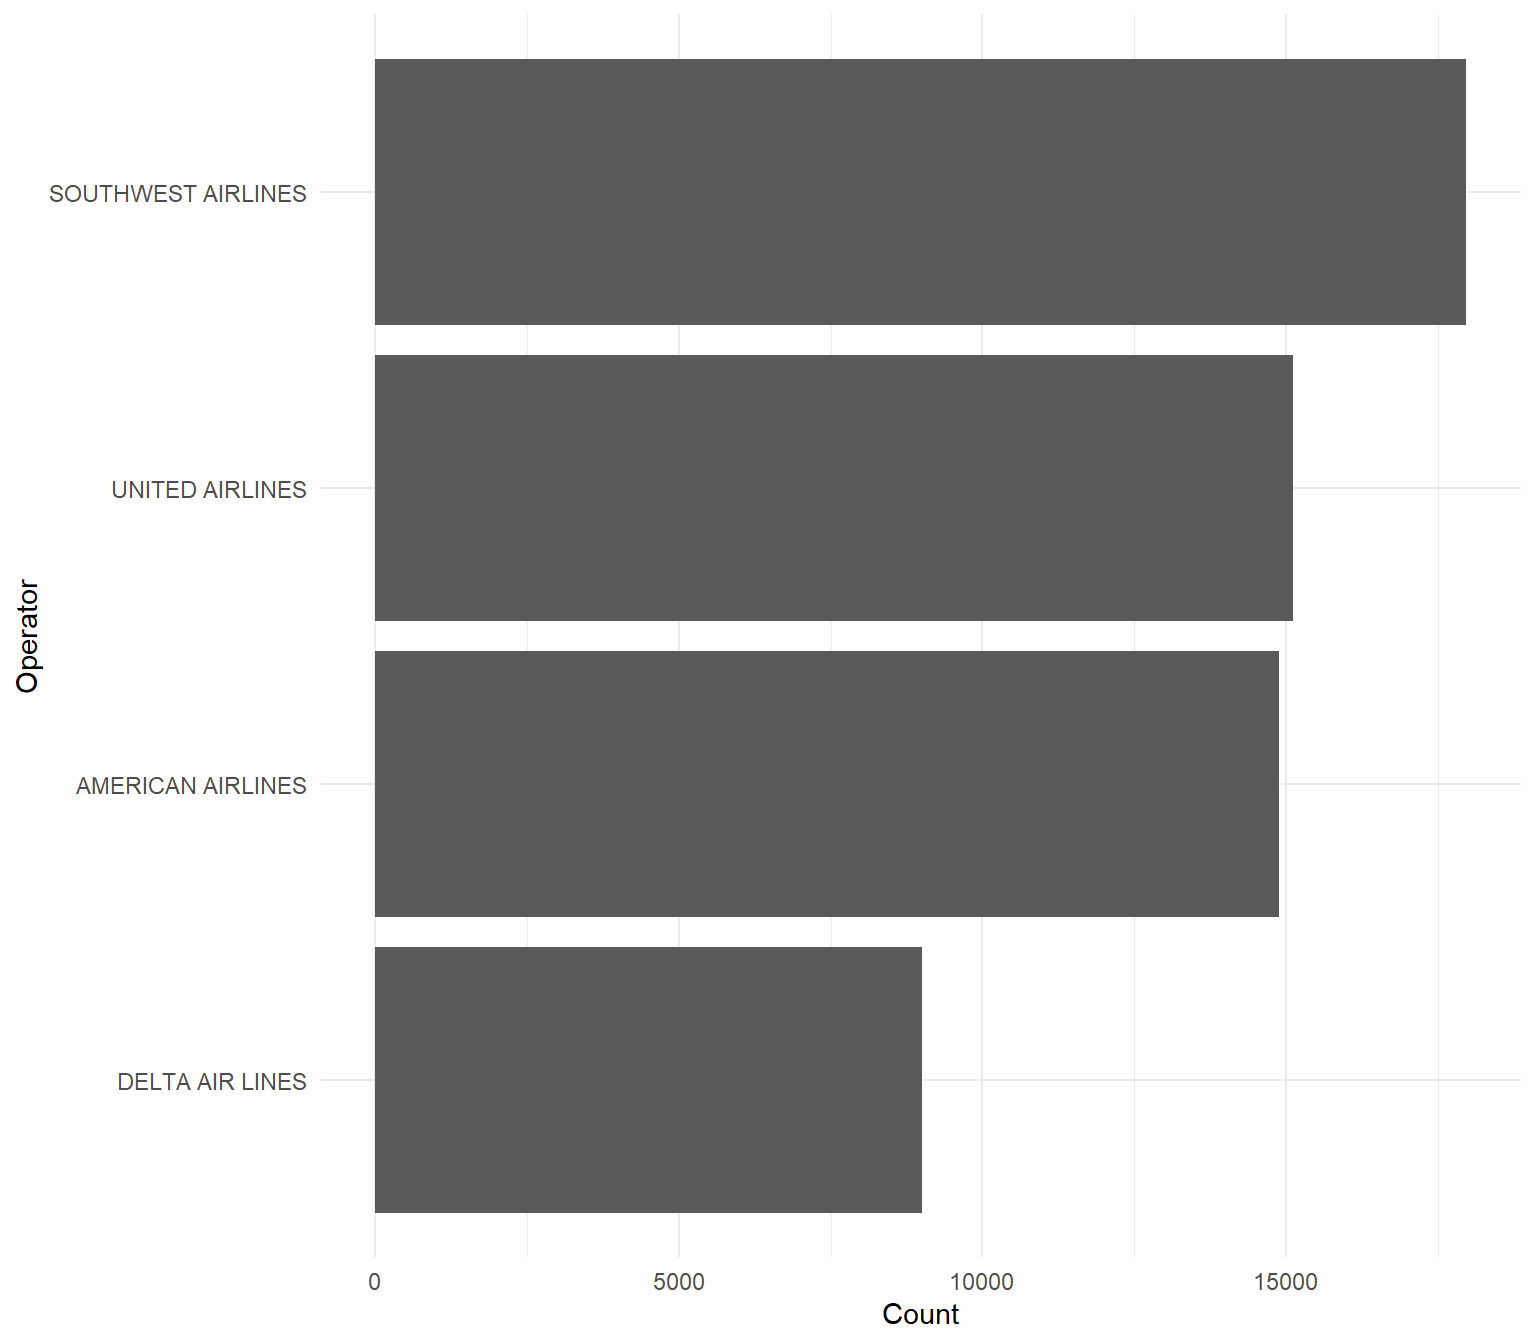 SOUTHWEST AIRLINES
UNITED AIRLINES
AMERICAN AIRLINES
DELTA AIR LINES
Operator
0 5000 10000 15000
Count